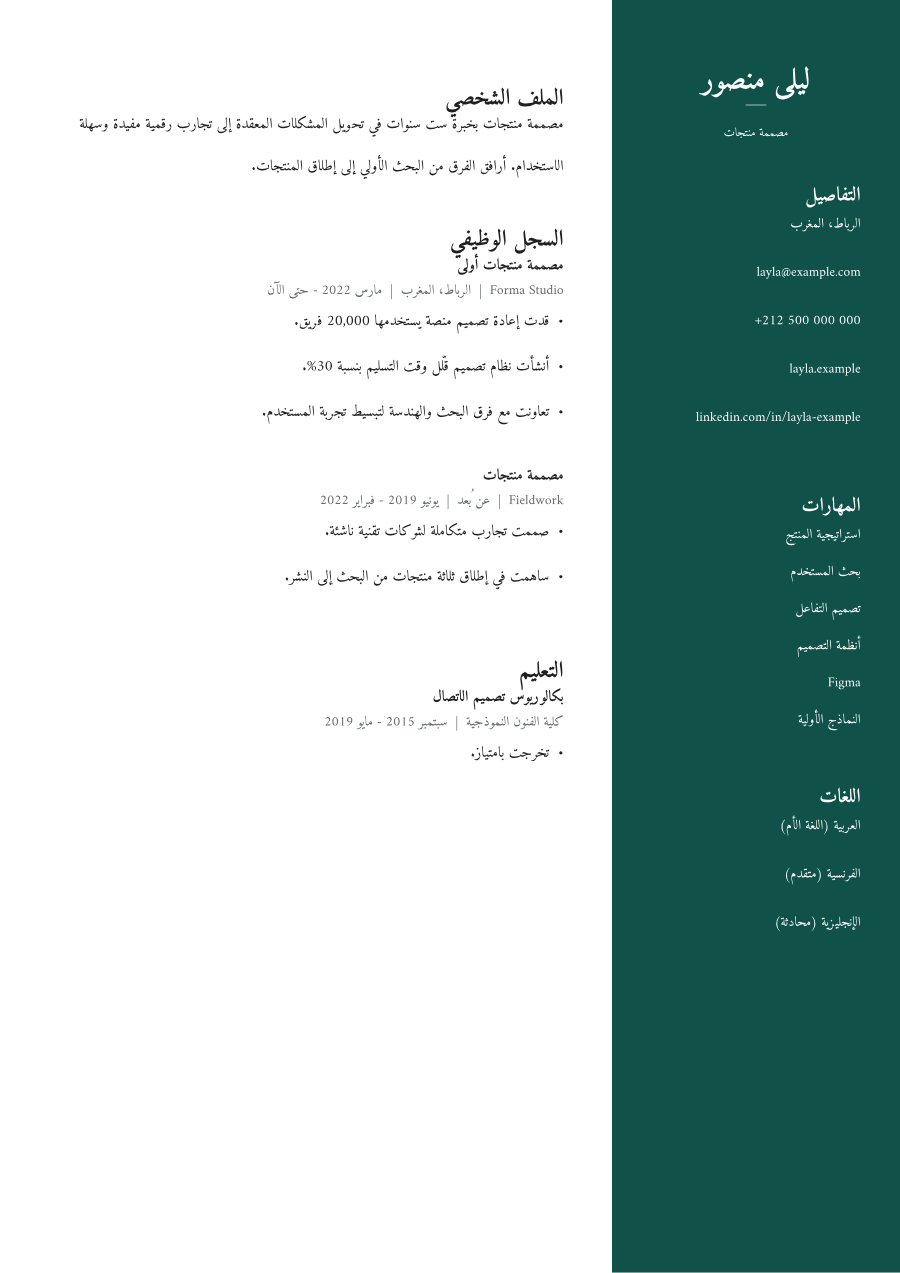 ليلى منصور
مصممة منتجات
التفاصيل
الرباط، المغرب
layla@example.com
+212 500 000 000
layla.example
linkedin.com/in/layla-example
المهارات
استراتيجية المنتج
بحث المستخدم
تصميم التفاعل
أنظمة التصميم
Figma
النماذج الأولية
اللغات
العربية (اللغة الأم)
الفرنسية (متقدم)
الإنجليزية (محادثة)
الملف الشخصي
مصممة منتجات بخبرة ست سنوات في تحويل المشكلات المعقدة إلى تجارب رقمية مفيدة وسهلة
الاستخدام. أرافق الفرق من البحث الأولي إلى إطلاق المنتجات.
السجل الوظيفي
مصممة منتجات أولى
Forma Studio | الرباط، المغرب | مارس 2022 - حتى الآن
• قدت إعادة تصميم منصة يستخدمها 20,000 فريق.
• أنشأت نظام تصميم قلّل وقت التسليم بنسبة 30%.
• تعاونت مع فرق البحث والهندسة لتبسيط تجربة المستخدم.
مصممة منتجات
Fieldwork | عن بُعد | يونيو 2019 - فبراير 2022
• صممت تجارب متكاملة لشركات تقنية ناشئة.
• ساهمت في إطلاق ثلاثة منتجات من البحث إلى النشر.
التعليم
بكالوريوس تصميم الاتصال
كلية الفنون النموذجية | سبتمبر 2015 - مايو 2019
• تخرجت بامتياز.